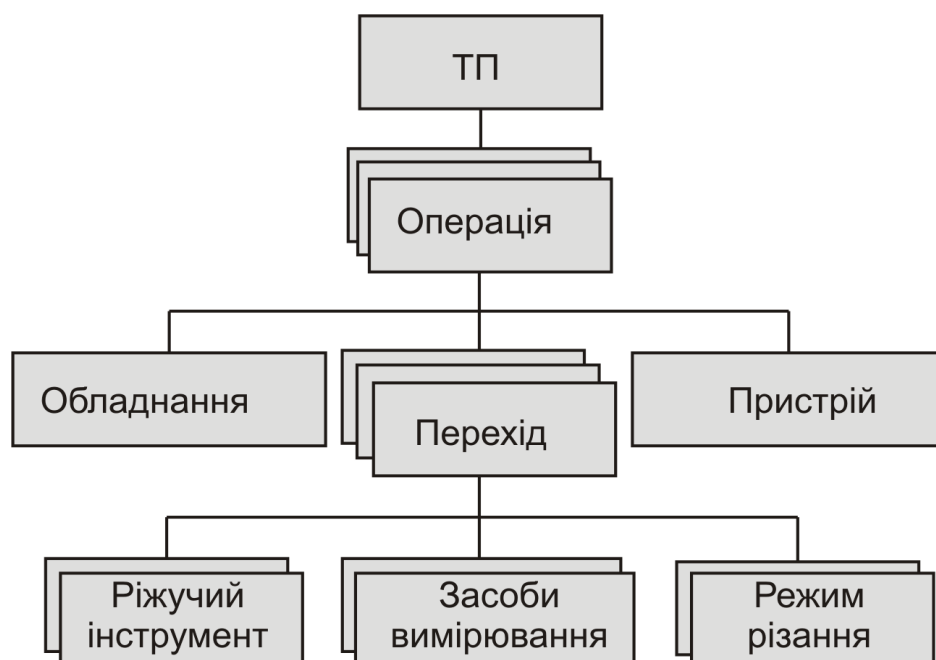 ТП
Операція
Обладнання
Перехід
Пристрій
Ріжучий
інструмент
Засоби
вимірювання
Режим
різання